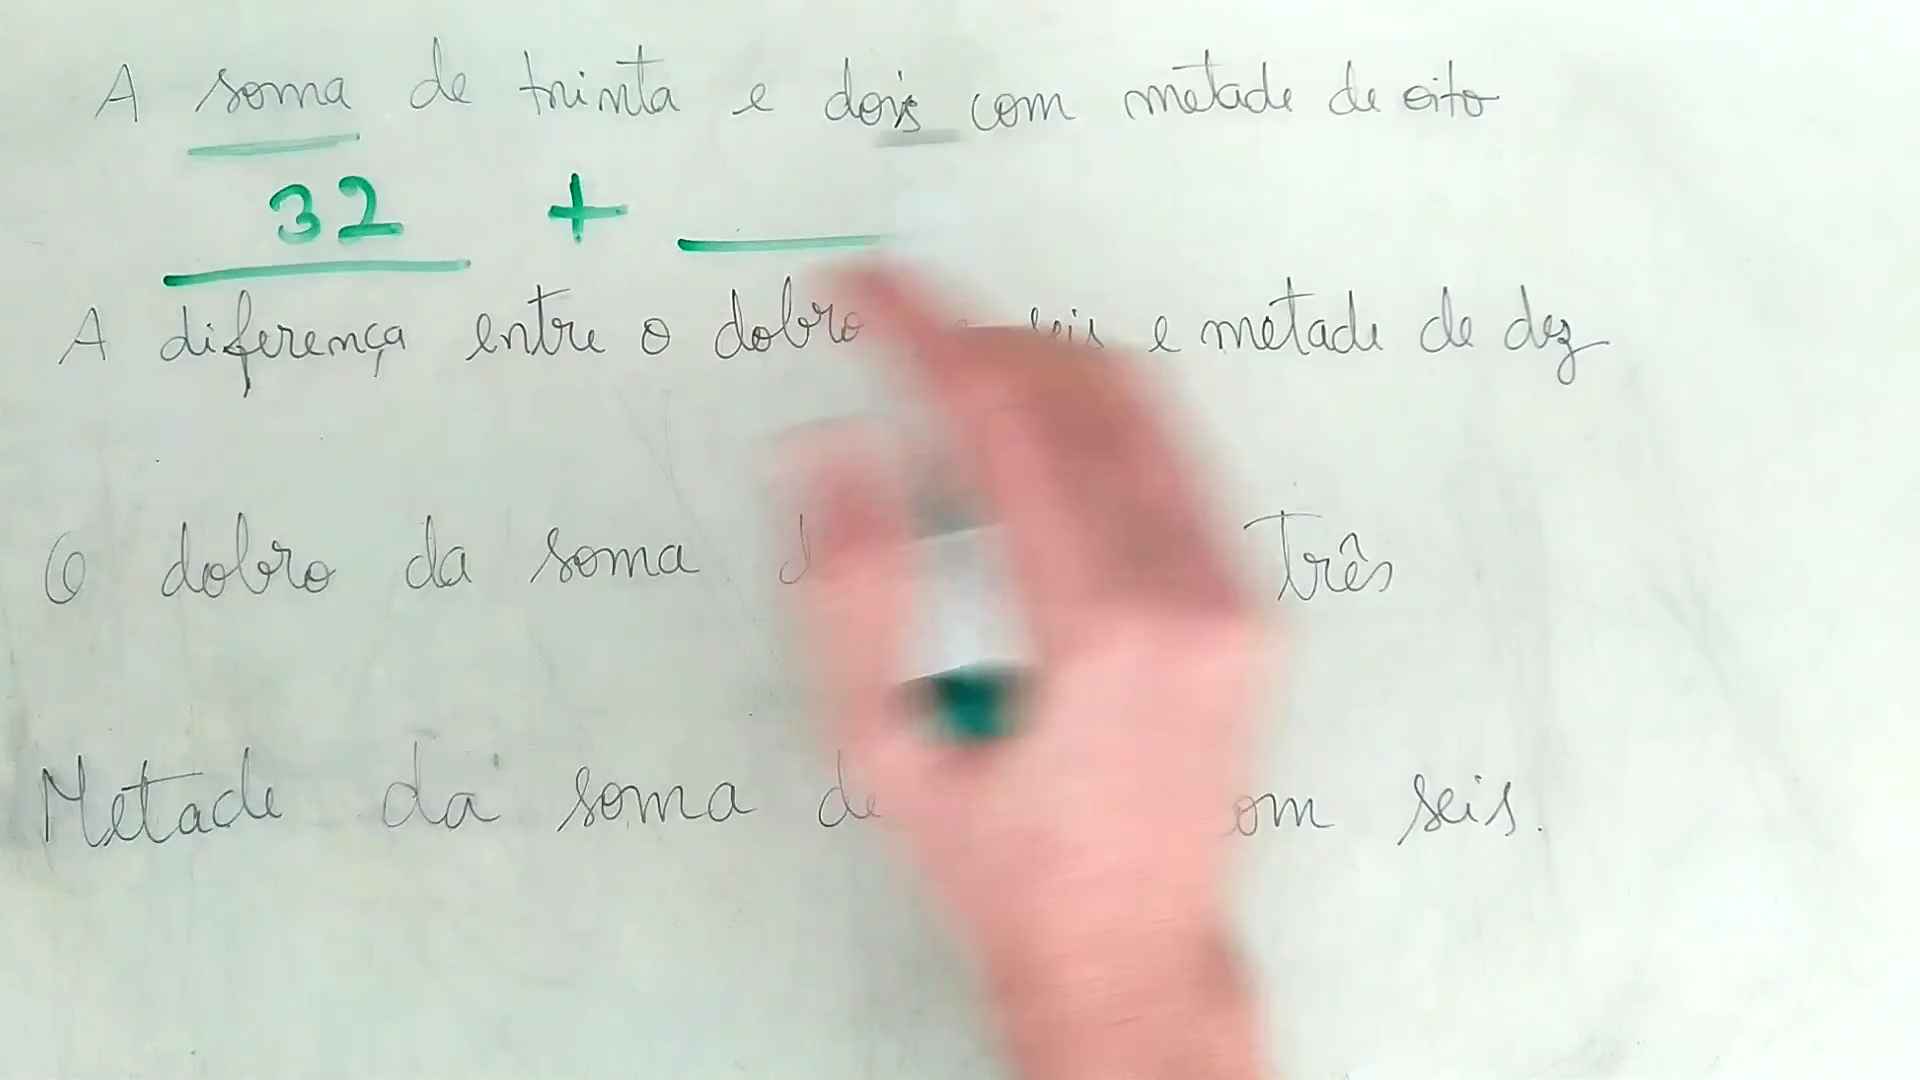 A soma de trinta e dois com metade de oito
32 +
A diferença entre o dobro seis e metade de dez
O dobro da soma três
Metade da soma de seis.